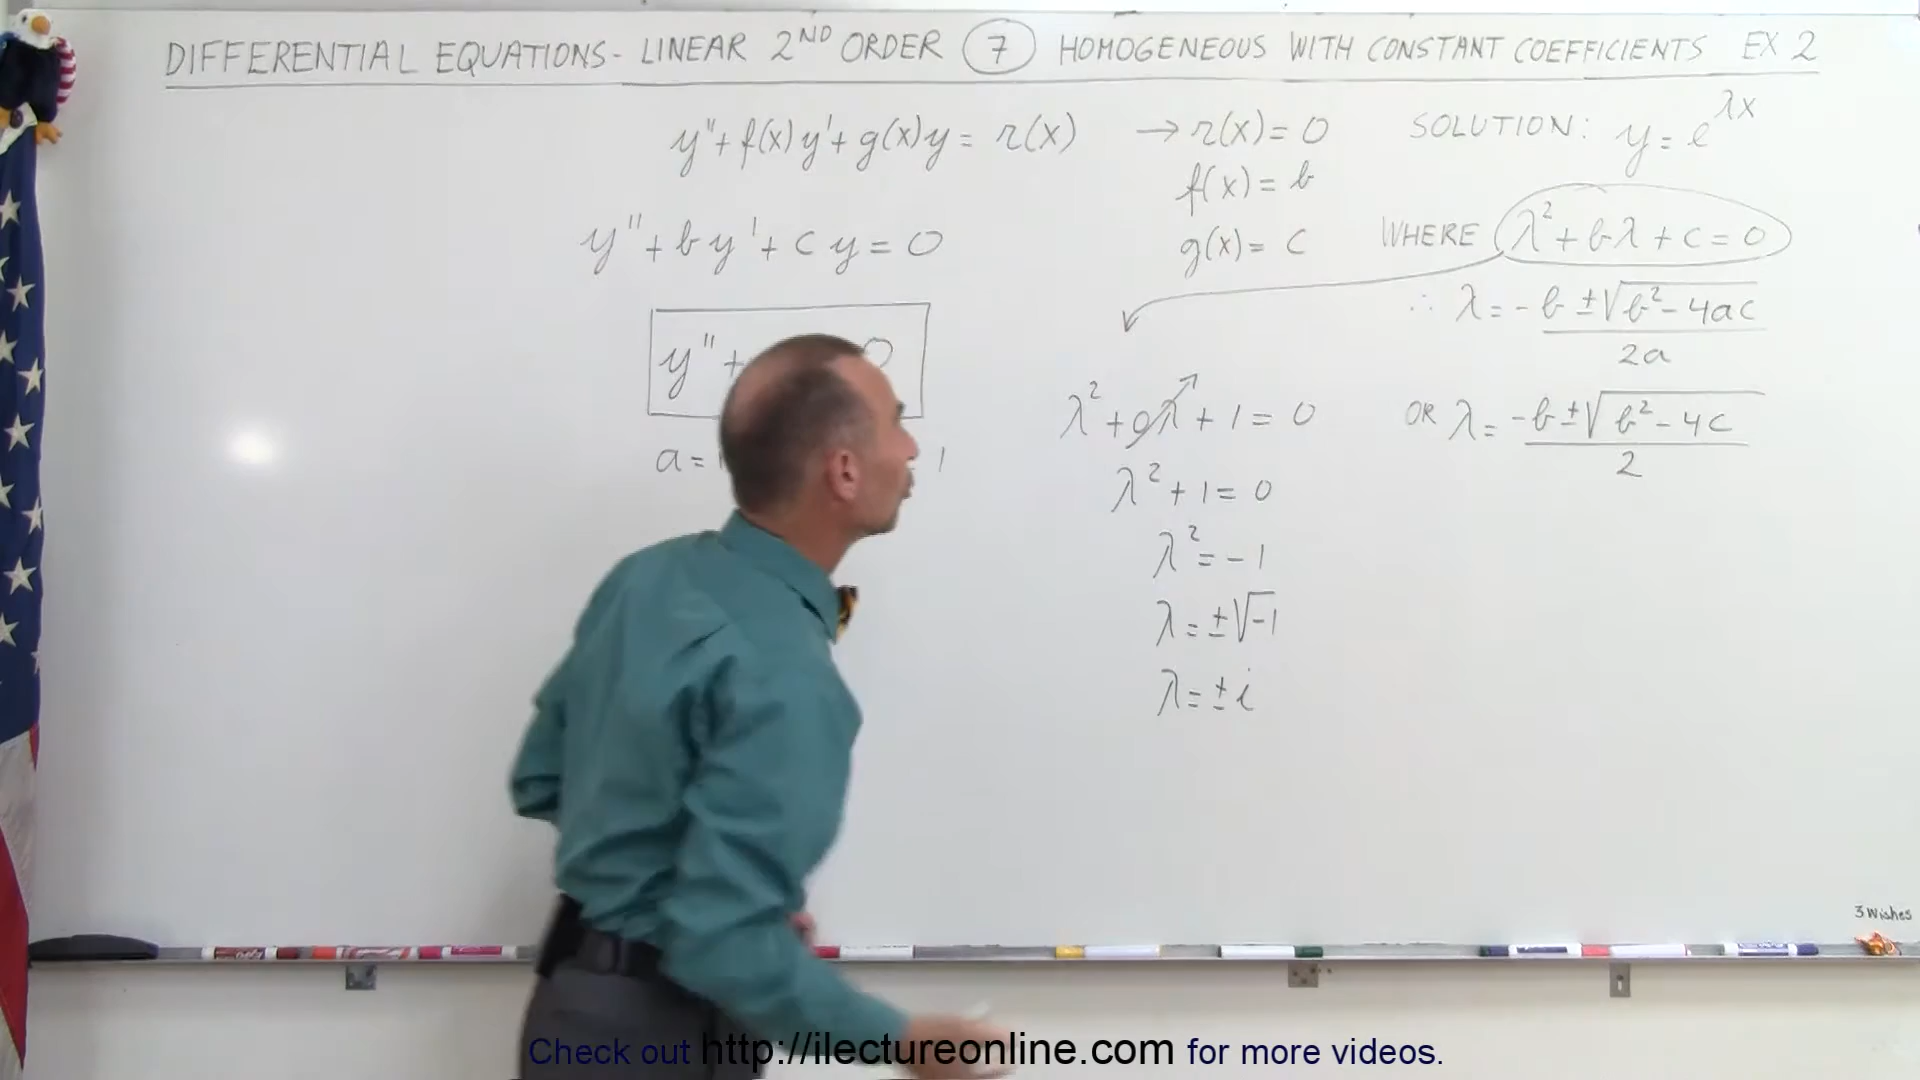 DIFFERENTIAL EQUATIONS- LINEAR 2ND ORDER 7 HOMOGENEOUS WITH CONSTANT COEFFICIENTS EX 2
y"+ f(x) y'+ g(x)y = r(x) → r(x) = 0
f(x) = b
g(x) = c
y" + b y' + c y = 0
y" + 0
a = 1
SOLUTION: y = e^λx
WHERE λ² + bλ + c = 0
∴ λ = -b ±√b² - 4ac / 2a
OR λ = -b ±√b² - 4c / 2
λ² + 0λ + 1 = 0
λ² + 1 = 0
λ² = -1
λ = ±√-1
λ = ± i
3 Wishes
Check out http://ilectureonline.com for more videos.